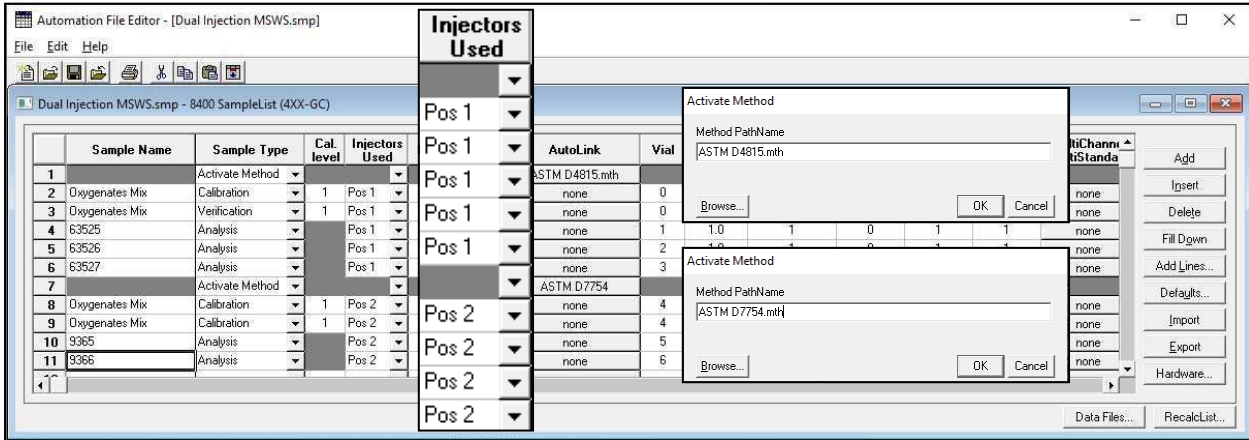 Automation File Editor - [Dual Injection MSWS.smp]
File Edit Help
Dual Injection MSWS.smp - 8400 SampleList (4XX-GC)
Sample Name Sample Type Cal. level Injectors Used AutoLink Vial
1 Activate Method ASTM D4815.mth
2 Oxygenates Mix Calibration 1 Pos 1 none 0 none
3 Oxygenates Mix Verification 1 Pos 1 none 0 none
4 63525 Analysis Pos 1 none 1 1.0 1 0 1 1 none
5 63526 Analysis Pos 1 none 2 none
6 63527 Analysis Pos 1 none 3 none
7 Activate Method ASTM D7754
8 Oxygenates Mix Calibration 1 Pos 2 none 4 none
9 Oxygenates Mix Calibration 1 Pos 2 none 4 none
10 9365 Analysis Pos 2 none 5 none
11 9366 Analysis Pos 2 none 6 none
Injectors
Used
Pos 1
Pos 1
Pos 1
Pos 1
Pos 1
Pos 2
Pos 2
Pos 2
Pos 2
Activate Method
Method PathName
ASTM D4815.mth
Browse... OK Cancel
Activate Method
Method PathName
ASTM D7754.mth
Browse... OK Cancel
Add
Insert
Delete
Fill Down
Add Lines...
Defaults...
Import
Export
Hardware...
Data Files... RecalcList...